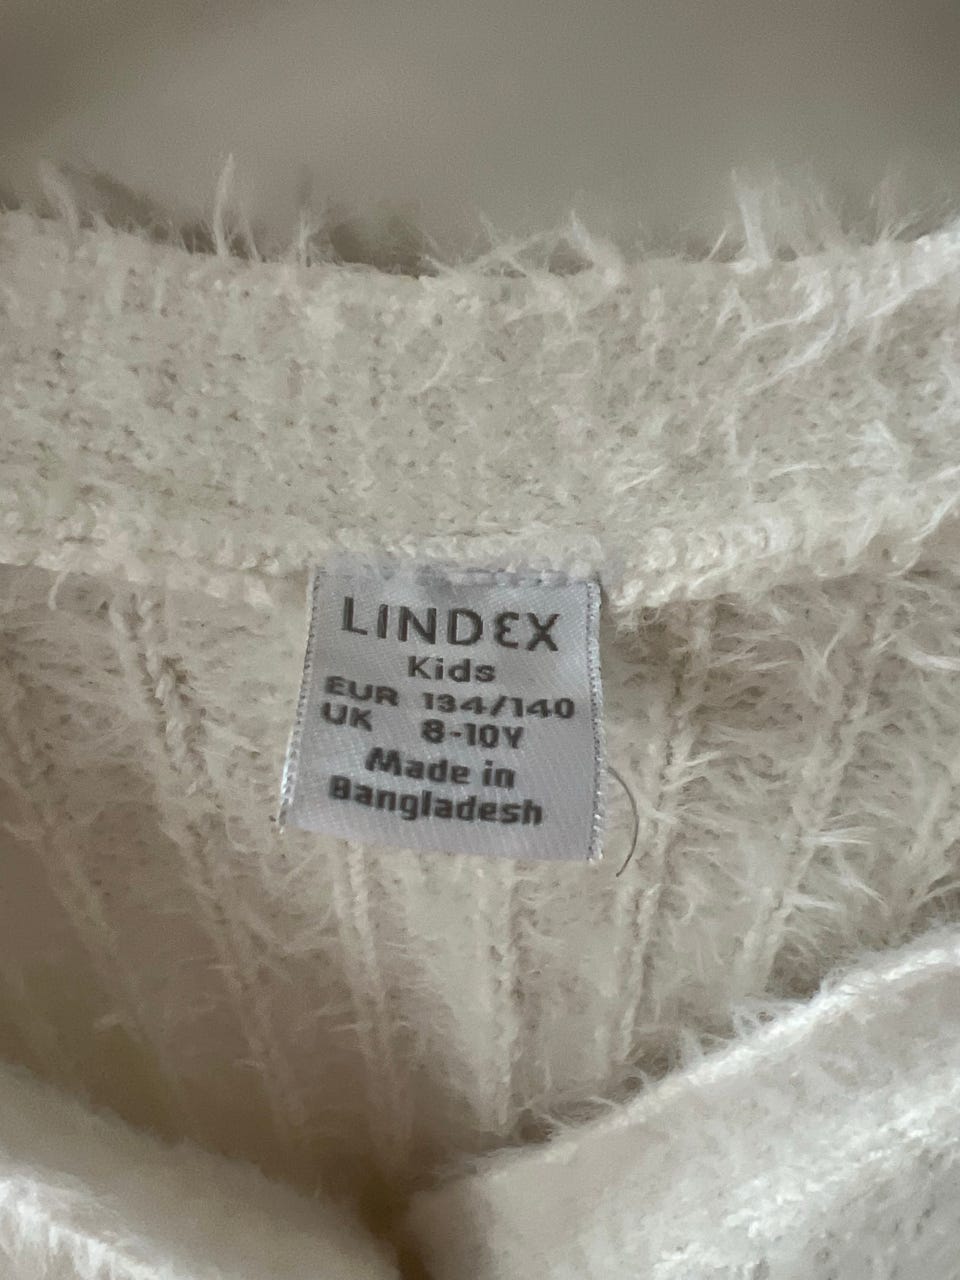 LINDEX
Kids
EUR 134/140
UK 8-10Y
Made in
Bangladesh